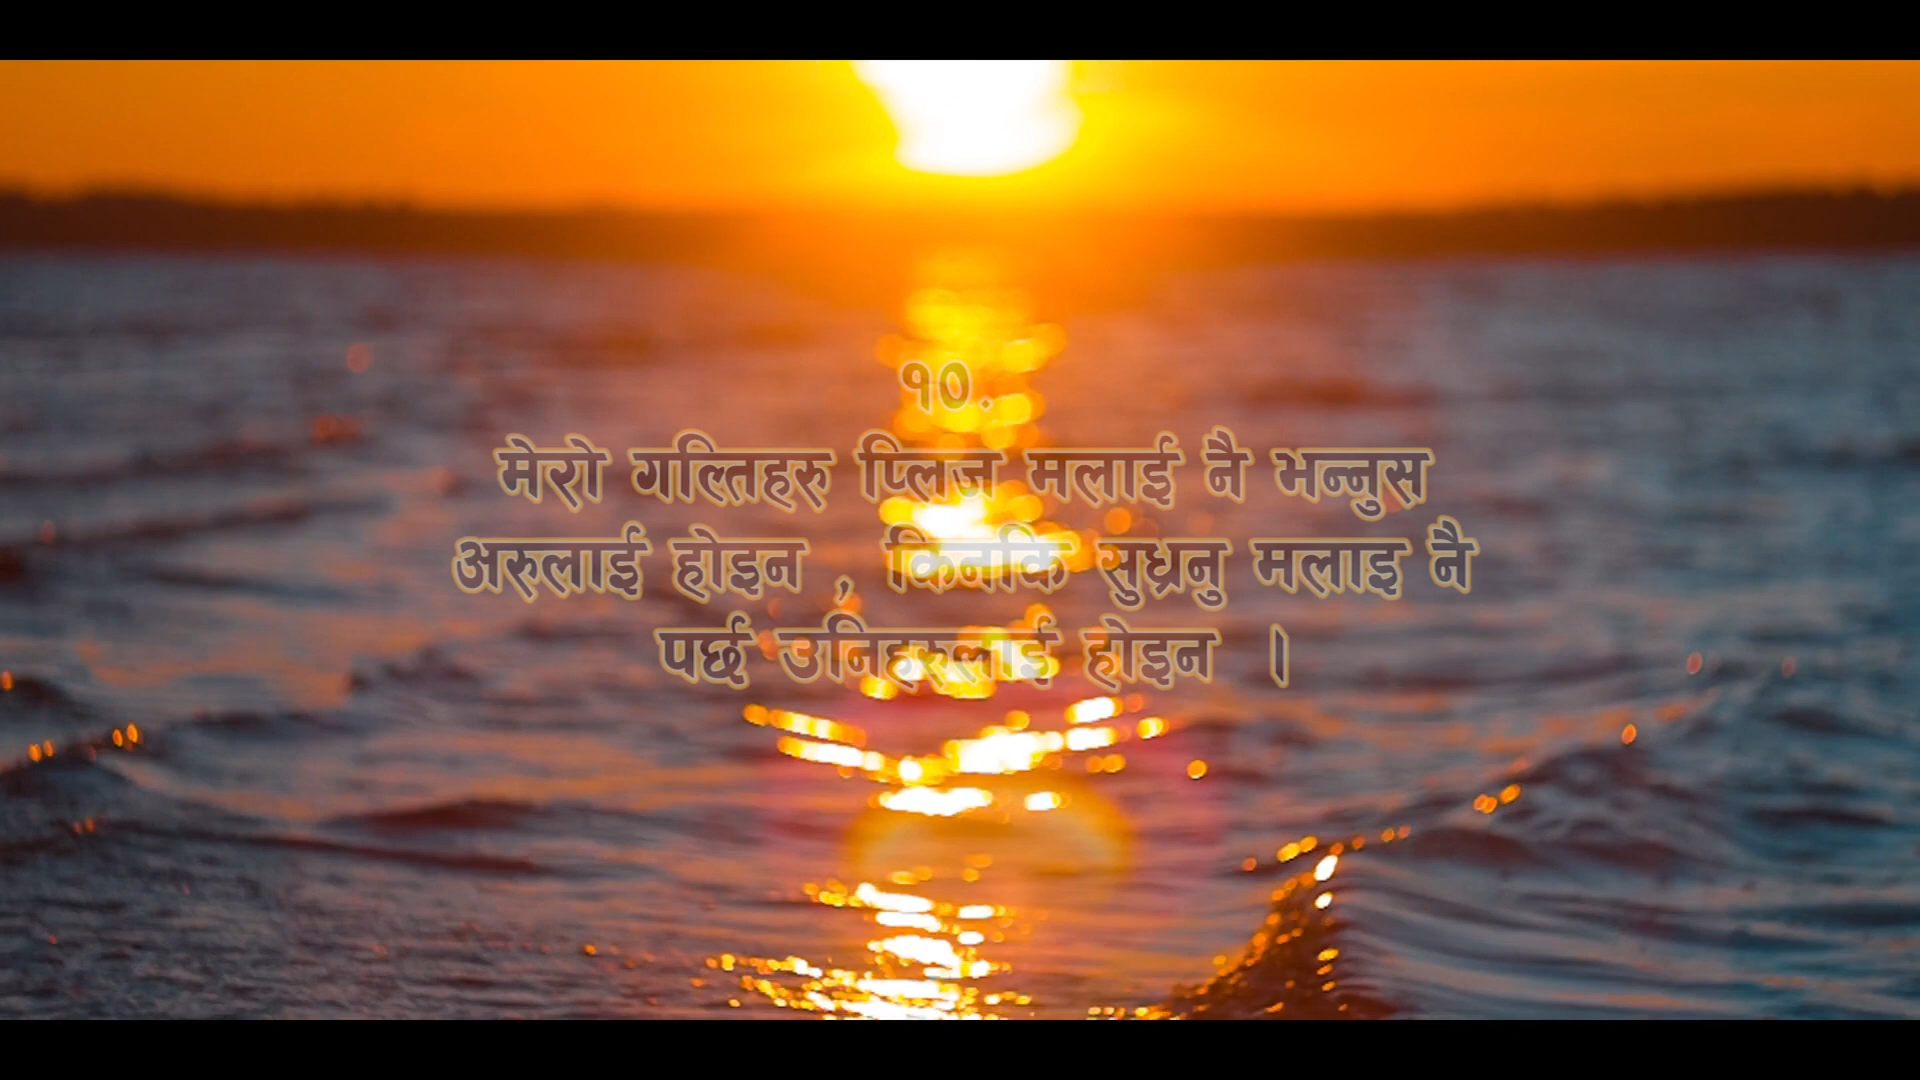 १०.
मेरो गल्तिहरु प्लिज मलाई नै भन्नुस
अरुलाई होइन , किनकि सुध्रनु मलाइ नै
पर्छ उनिहरुलाई होइन ।